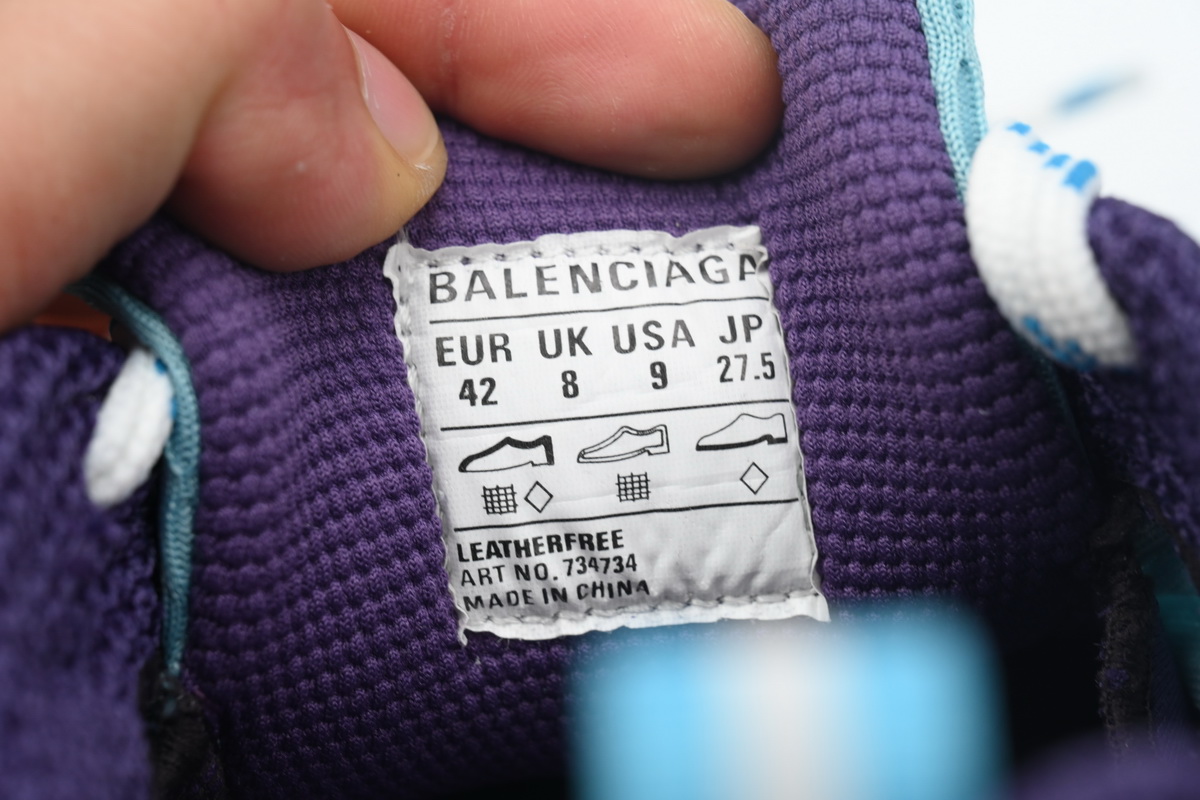 BALENCIAGA
EUR UK USA JP
42 8 9 27.5
LEATHERFREE
ART NO. 734734
MADE IN CHINA